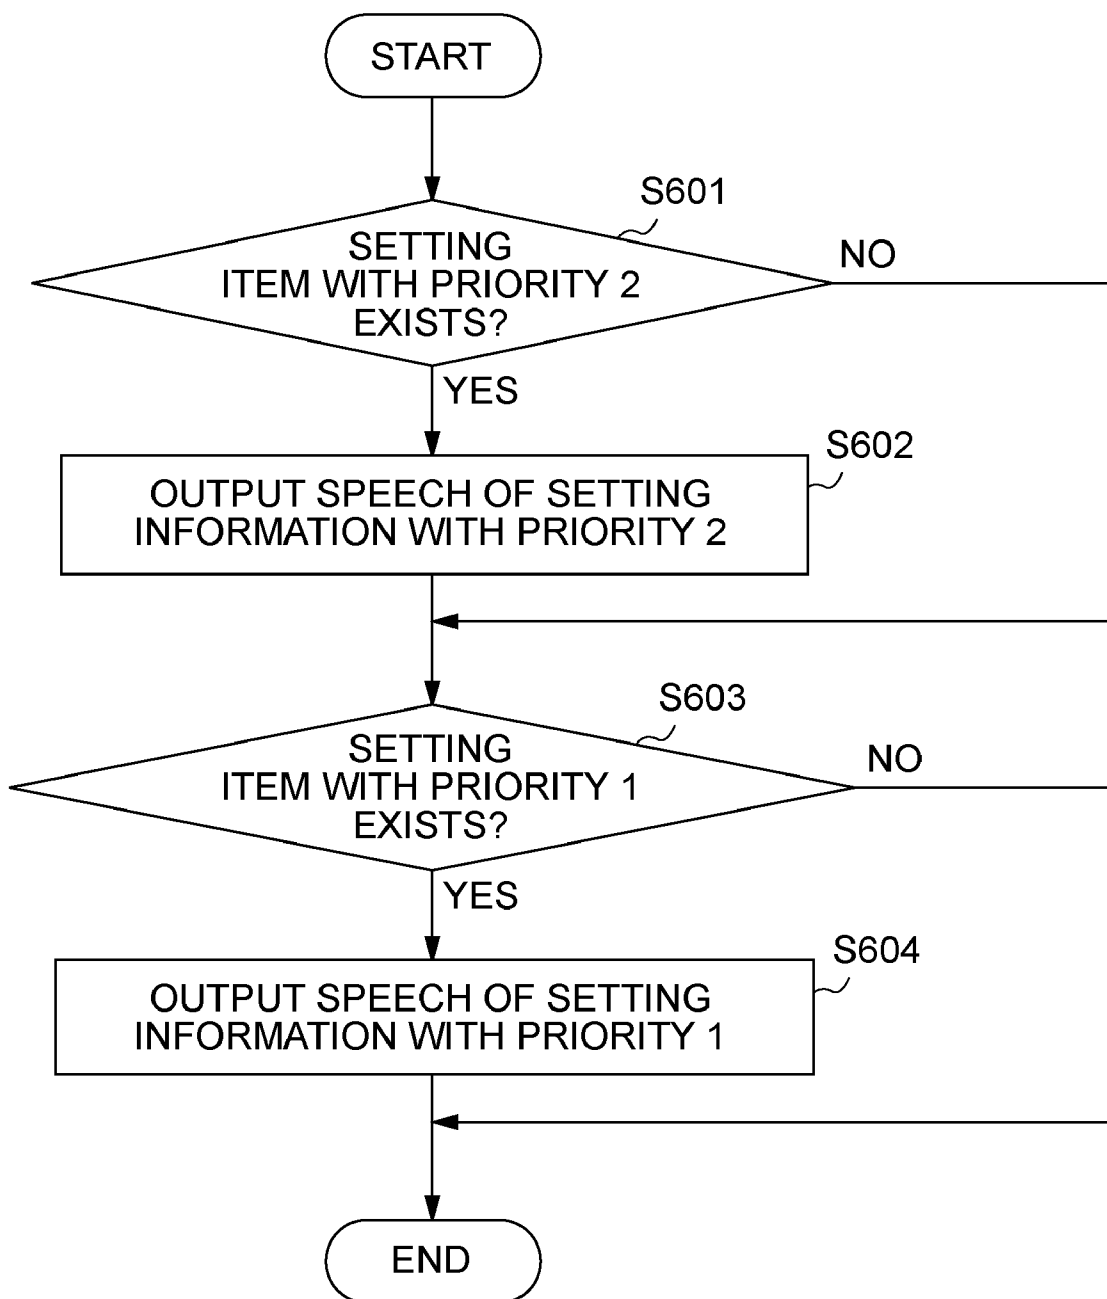 START
S601
SETTING
ITEM WITH PRIORITY 2
EXISTS?
NO
YES
S602
OUTPUT SPEECH OF SETTING
INFORMATION WITH PRIORITY 2
S603
SETTING
ITEM WITH PRIORITY 1
EXISTS?
NO
YES
S604
OUTPUT SPEECH OF SETTING
INFORMATION WITH PRIORITY 1
END